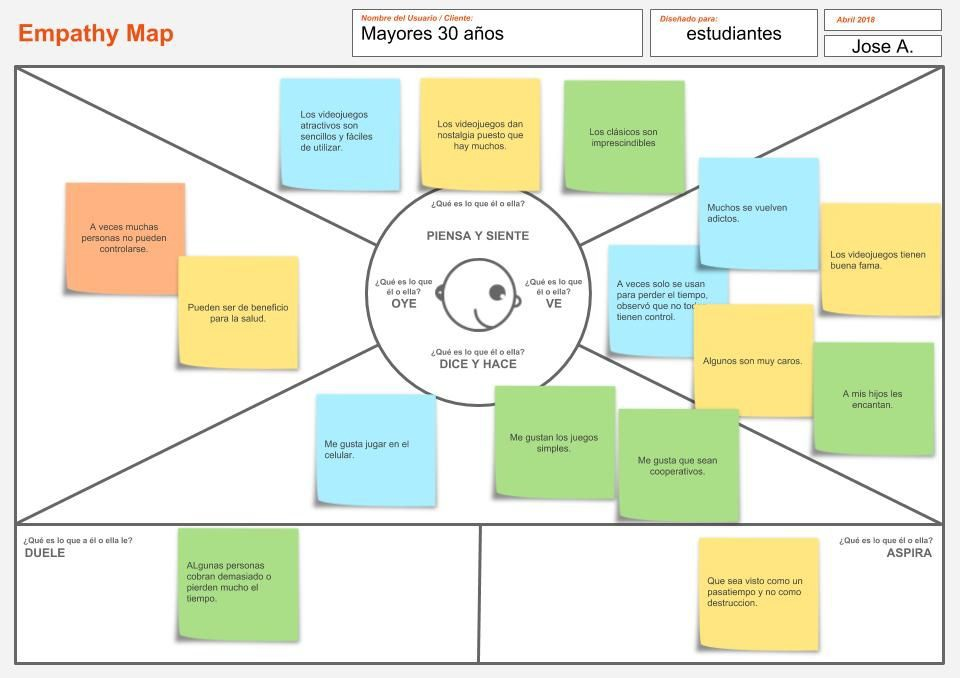 Empathy Map
Nombre del Usuario / Cliente:
Mayores 30 años
Diseñado para:
estudiantes
Abril 2018
Jose A.
Los videojuegos
atractivos son
sencillos y fáciles
de utilizar.
Los videojuegos dan
nostalgia puesto que
hay muchos.
Los clásicos son
imprescindibles
A veces muchas
personas no pueden
controlarse.
Pueden ser de beneficio
para la salud.
¿Qué es lo que él o ella?
PIENSA Y SIENTE
¿Qué es lo que
él o ella?
OYE
¿Qué es lo que
él o ella?
VE
¿Qué es lo que él o ella?
DICE Y HACE
Muchos se vuelven
adictos.
Los videojuegos tienen
buena fama.
A veces solo se usan
para perder el tiempo,
observó que no
tienen control.
Algunos son muy caros.
A mis hijos les
encantan.
Me gusta jugar en el
celular.
Me gustan los juegos
simples.
Me gusta que sean
cooperativos.
¿Qué es lo que a él o ella le?
DUELE
ALgunas personas
cobran demasiado o
pierden mucho el
tiempo.
¿Qué es lo que él o ella?
ASPIRA
Que sea visto como un
pasatiempo y no como
destruccion.